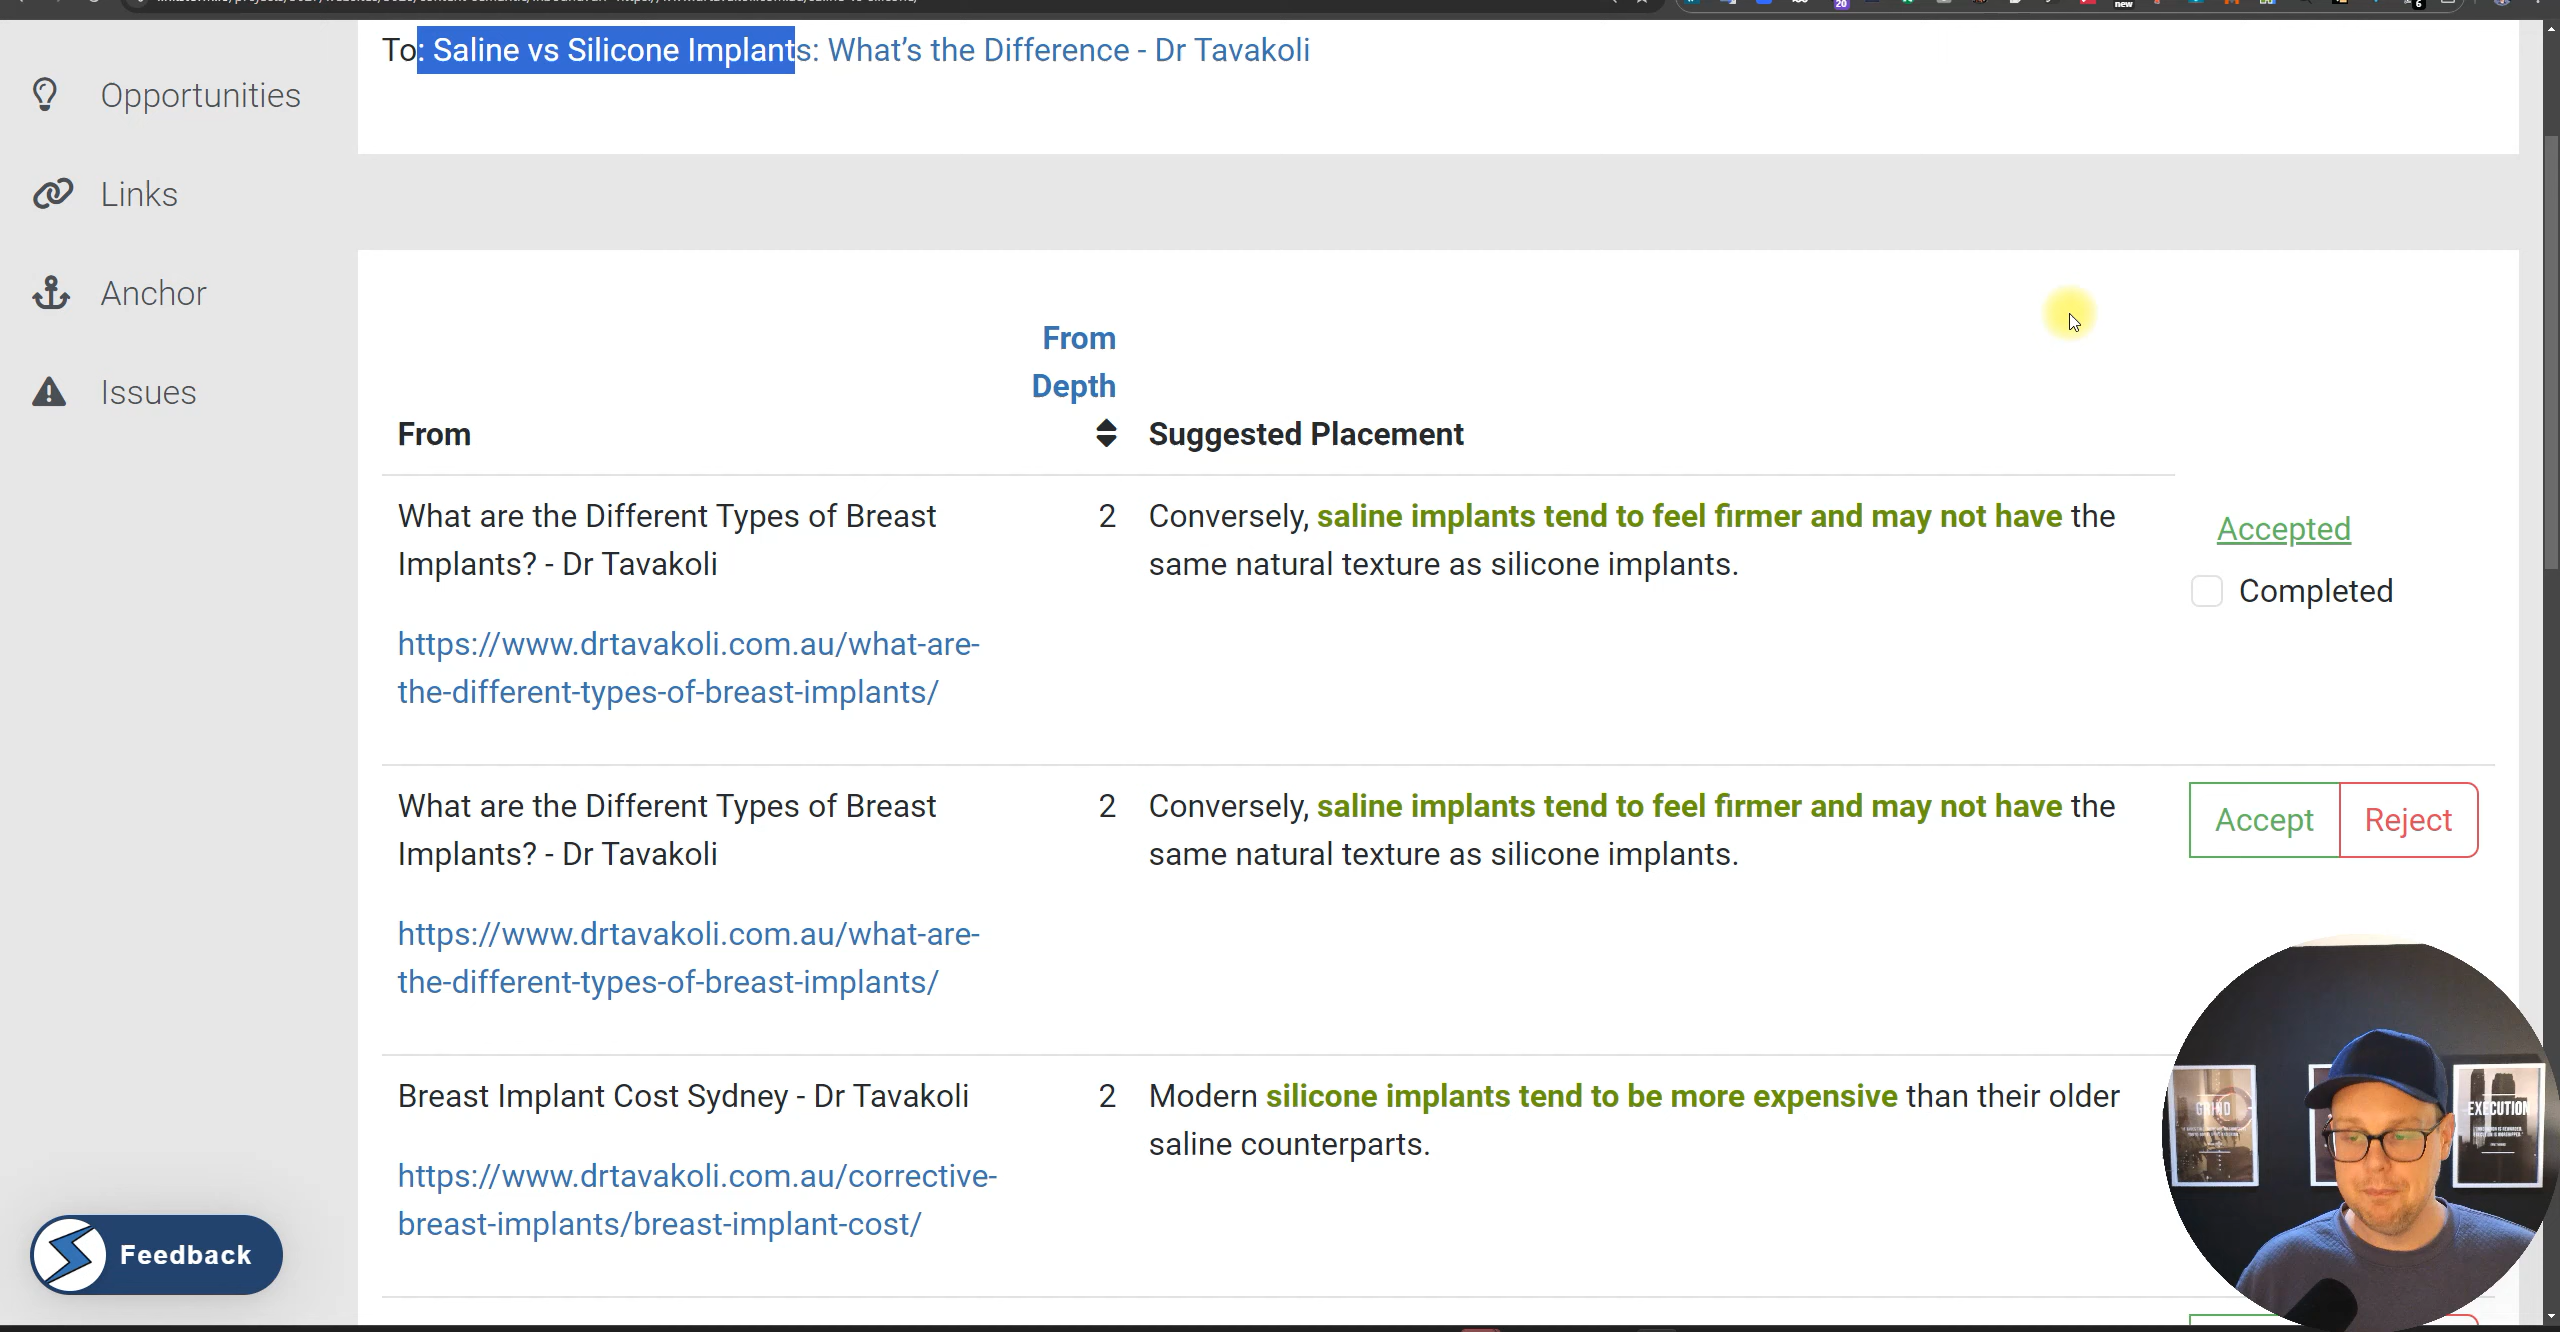 new
20
6
To: Saline vs Silicone Implants: What's the Difference - Dr Tavakoli
Opportunities
Links
Anchor
Issues
From
Depth
From
Suggested Placement
What are the Different Types of Breast
Implants? - Dr Tavakoli
https://www.drtavakoli.com.au/what-are-
the-different-types-of-breast-implants/
2
Conversely, saline implants tend to feel firmer and may not have the
same natural texture as silicone implants.
Accepted
Completed
What are the Different Types of Breast
Implants? - Dr Tavakoli
https://www.drtavakoli.com.au/what-are-
the-different-types-of-breast-implants/
2
Conversely, saline implants tend to feel firmer and may not have the
same natural texture as silicone implants.
Accept
Reject
Breast Implant Cost Sydney - Dr Tavakoli
https://www.drtavakoli.com.au/corrective-
breast-implants/breast-implant-cost/
2
Modern silicone implants tend to be more expensive than their older
saline counterparts.
Feedback
GRIND
EXECUTION